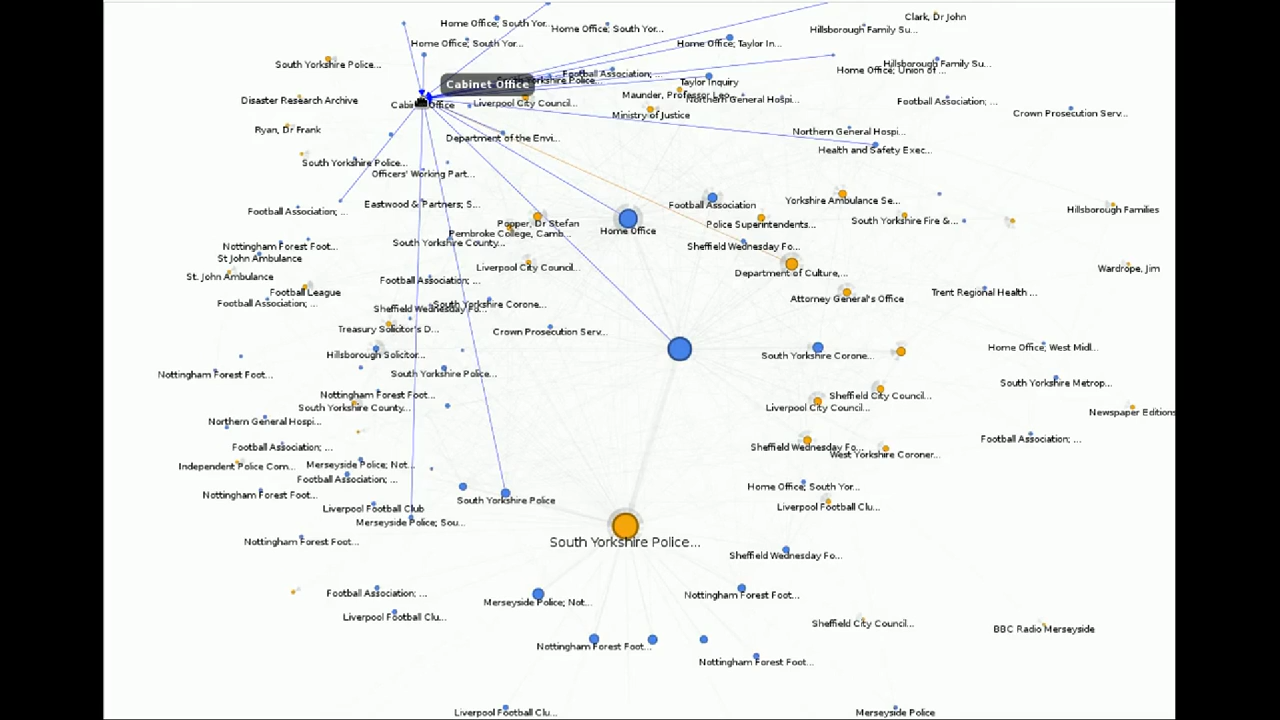 Clark, Dr John
Home Office; South Yor...
Home Office; South Yor...
Hillsborough Family Su...
Home Office; South Yor...
Home Office; Taylor In...
South Yorkshire Police...
Hillsborough Family Su...
Home Office; Union of ...
Football Association; ...
South Yorkshire Police...
Cabinet Office
Taylor Inquiry
Maunder, Professor Leo...
Northern General Hospi...
Disaster Research Archive
Cabinet Office
Liverpool City Council...
Football Association; ...
Ministry of Justice
Crown Prosecution Serv...
Ryan, Dr Frank
Department of the Envi...
Northern General Hospi...
Health and Safety Exec...
South Yorkshire Police...
Officers' Working Part...
Eastwood & Partners; S...
Football Association
Yorkshire Ambulance Se...
Football Association; ...
Hillsborough Families
Popper, Dr Stefan
Police Superintendents...
South Yorkshire Fire &...
Pembroke College, Camb...
Home Office
Nottingham Forest Foot...
South Yorkshire County...
Sheffield Wednesday Fo...
St John Ambulance
Liverpool City Council...
Wardrope, Jim
St. John Ambulance
Football Association; ...
Department of Culture,...
Football League
Attorney General's Office
Trent Regional Health ...
Football Association; ...
Sheffield Wednesday Fo...
South Yorkshire Corone...
Treasury Solicitor's D...
Crown Prosecution Serv...
Hillsborough Solicitor...
South Yorkshire Corone...
Home Office; West Midl...
Nottingham Forest Foot...
South Yorkshire Police...
South Yorkshire Metrop...
Nottingham Forest Foot...
Sheffield City Council...
South Yorkshire County...
Liverpool City Council...
Newspaper Editions
Northern General Hospi...
Football Association; ...
Football Association; ...
Sheffield Wednesday Fo...
West Yorkshire Coroner...
Independent Police Com...
Merseyside Police; Not...
Football Association; ...
Home Office; South Yor...
Nottingham Forest Foot...
South Yorkshire Police
Liverpool Football Club
Liverpool Football Clu...
Merseyside Police; Sou...
Nottingham Forest Foot...
South Yorkshire Police...
Sheffield Wednesday Fo...
Football Association; ...
Merseyside Police; Not...
Nottingham Forest Foot...
Liverpool Football Clu...
Sheffield City Council...
BBC Radio Merseyside
Nottingham Forest Foot...
Nottingham Forest Foot...
Liverpool Football Clu...
Merseyside Police